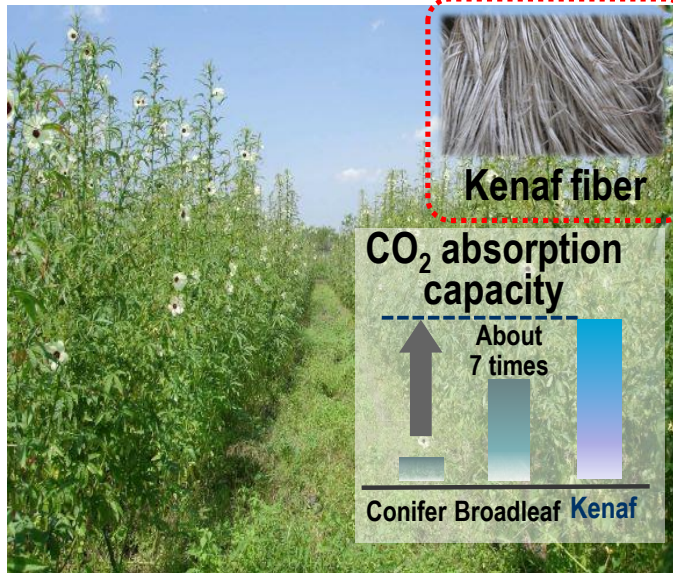 Kenaf fiber
CO₂ absorption
capacity
About
7 times
Conifer Broadleaf Kenaf